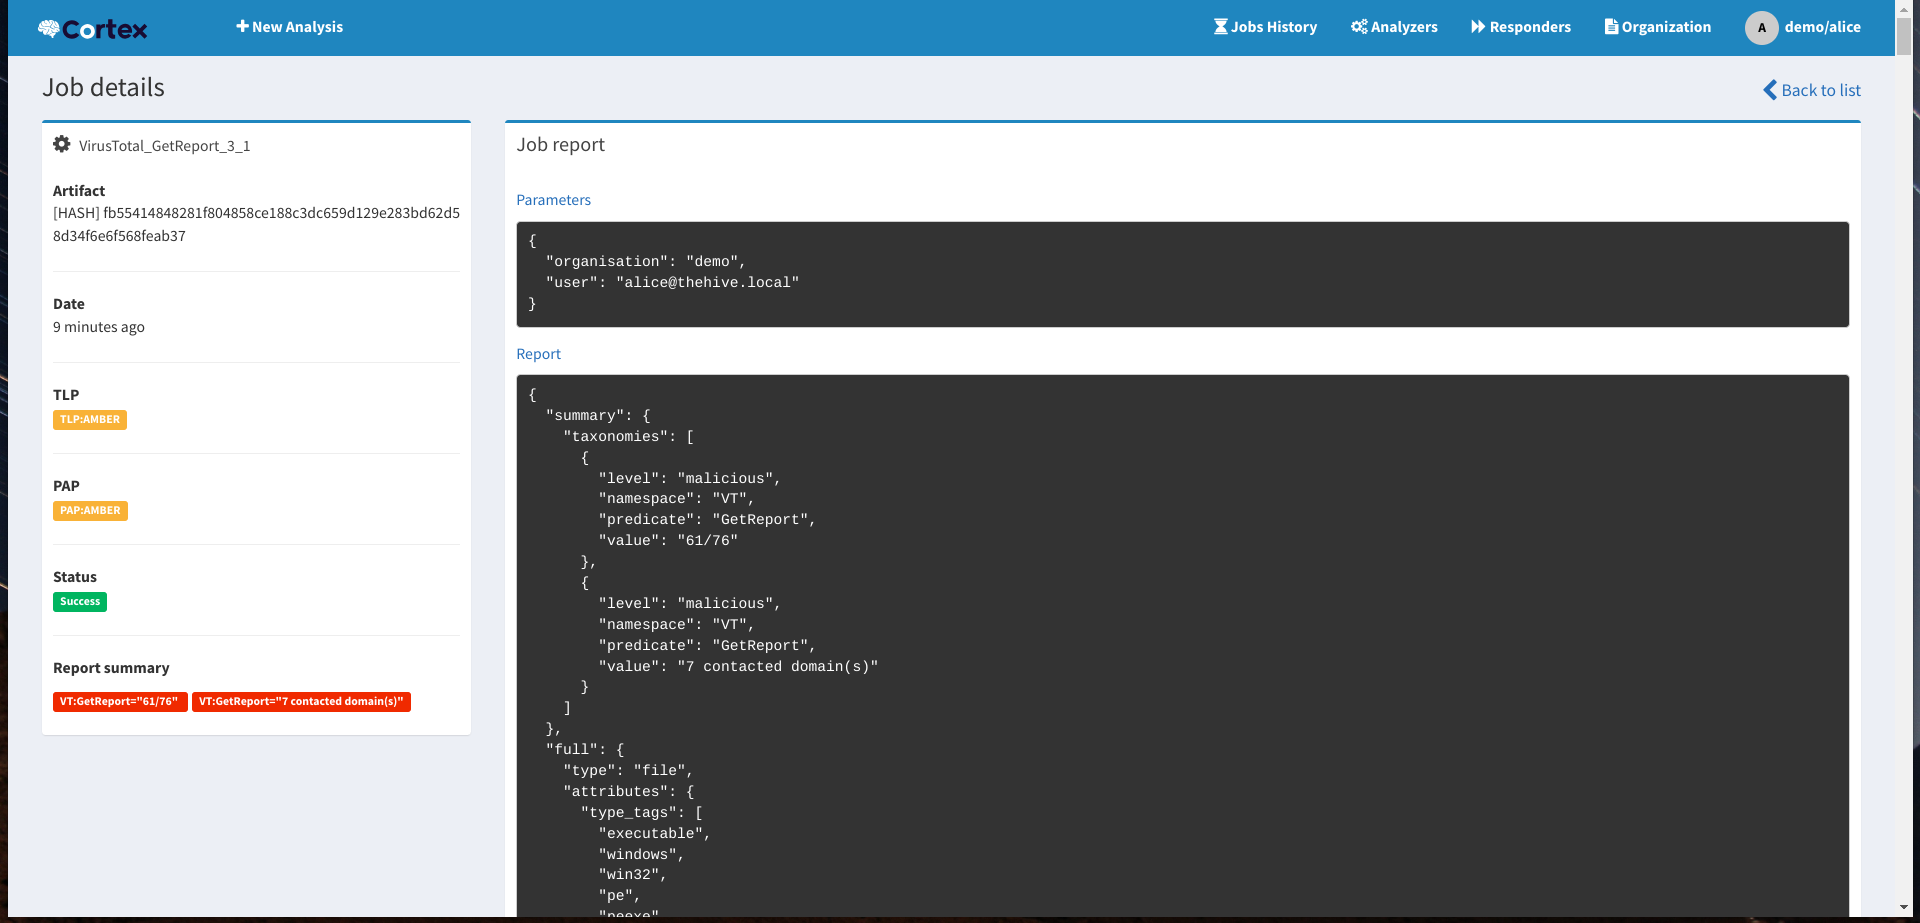 Cortex
New Analysis
Jobs History
Analyzers
Responders
Organization
A
demo/alice
Job details
Back to list
VirusTotal_GetReport_3_1
Artifact
[HASH] fb55414848281f804858ce188c3dc659d129e283bd62d5
8d34f6e6f568feab37
Date
9 minutes ago
TLP
TLP:AMBER
PAP
PAP:AMBER
Status
Success
Report summary
VT:GetReport="61/76"
VT:GetReport="7 contacted domain(s)"
Job report
Parameters
{
"organisation": "demo",
"user": "alice@thehive.local"
}
Report
{
"summary": {
"taxonomies": [
{
"level": "malicious",
"namespace": "VT",
"predicate": "GetReport",
"value": "61/76"
},
{
"level": "malicious",
"namespace": "VT",
"predicate": "GetReport",
"value": "7 contacted domain(s)"
}
]
},
"full": {
"type": "file",
"attributes": {
"type_tags": [
"executable",
"windows",
"win32",
"pe",
"peexe"